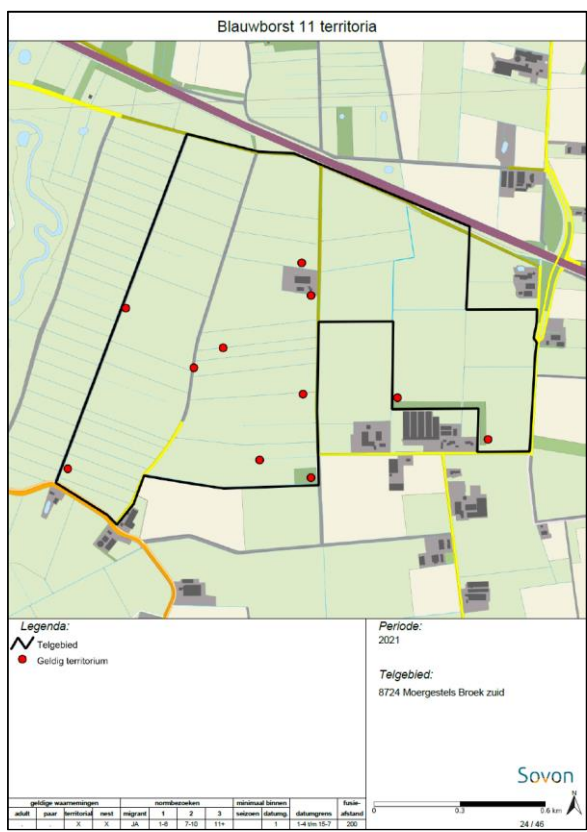 Blauwborst 11 territoria
Legenda:
Telgebied
Geldig territorium
Periode:
2021
Telgebied:
8724 Moergestels Broek zuid
Sovon
0 0.3 0.6 km
24 / 46
geldige waarnemingen normbezoeken minimaal binnen fusie-
adult paar territorial nest migrant 1 2 3 seizoen datumg. datumgrens afstand
. . X X JA 1-6 7-10 11+ 1 1-4 t/m 15-7 200